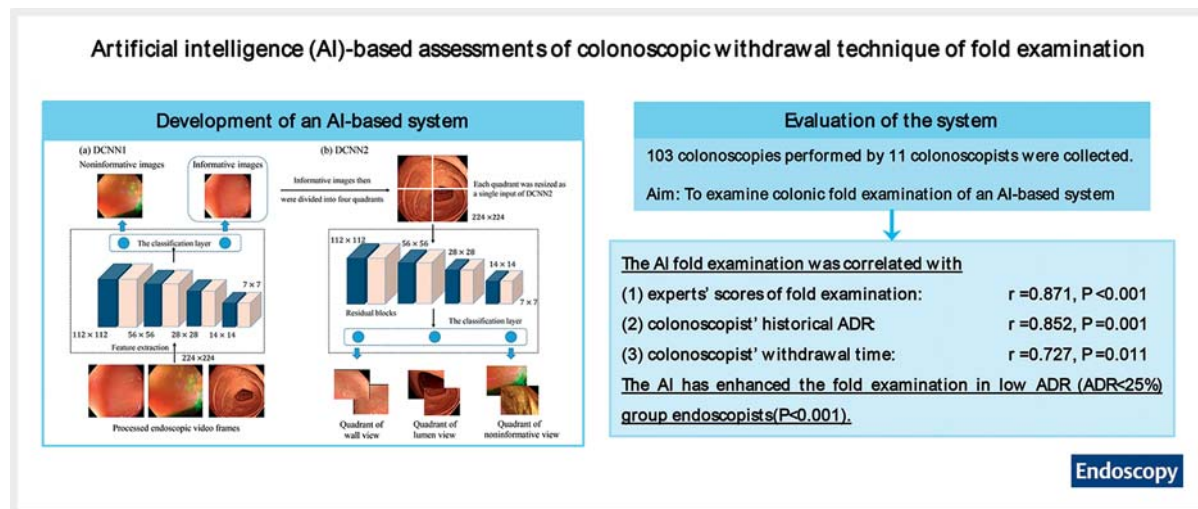 Artificial intelligence (AI)-based assessments of colonoscopic withdrawal technique of fold examination
Development of an AI-based system
(a) DCNN1
Noninformative images
Informative images
The classification layer
7 × 7
112 × 112
56 × 56
28 × 28
14 × 14
Feature extraction
224×224
Processed endoscopic video frames
(b) DCNN2
Informative images then
were divided into four quadrants
Each quadrant was resized as
a single input of DCNN2
224×224
112 × 112
56 × 56
28 × 28
14 × 14
7 × 7
Residual blocks
The classification layer
Quadrant of
wall view
Quadrant of
lumen view
Quadrant of
noninformative view
Evaluation of the system
103 colonoscopies performed by 11 colonoscopists were collected.
Aim: To examine colonic fold examination of an AI-based system
The AI fold examination was correlated with
(1) experts' scores of fold examination: r =0.871, P<0.001
(2) colonoscopist' historical ADR: r =0.852, P=0.001
(3) colonoscopist' withdrawal time: r =0.727, P=0.011
The AI has enhanced the fold examination in low ADR (ADR<25%)
group endoscopists(P<0.001).
Endoscopy